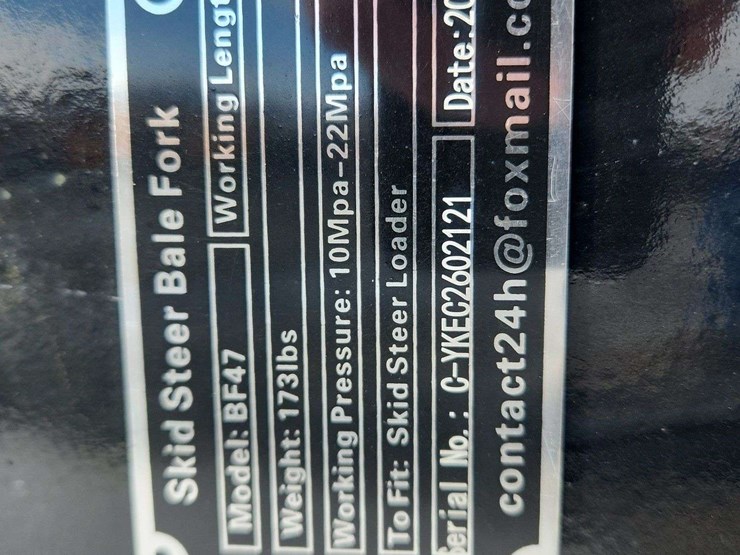 Skid Steer Bale Fork
Model: BF47 Working Lengt
Weight: 173lbs
Working Pressure: 10Mpa-22Mpa
To Fit: Skid Steer Loader
Serial No.: C-YKEC2602121 Date:20
contact24h@foxmail.co